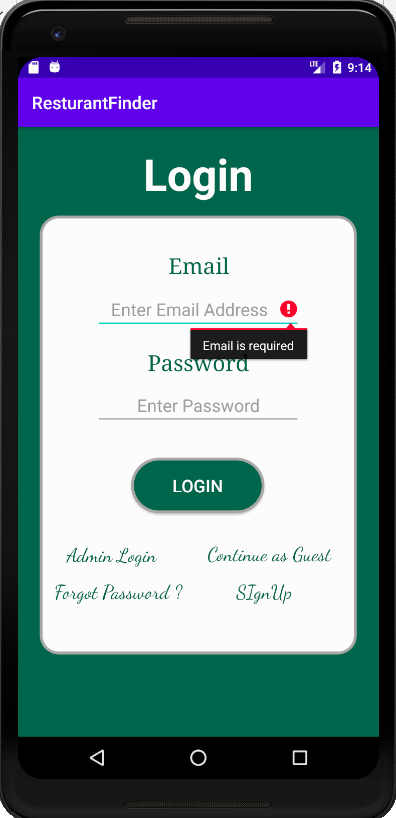 LTE 9:14
ResturantFinder
Login
Email
Enter Email Address
Email is required
Password
Enter Password
LOGIN
Admin Login Continue as Guest
Forgot Password ? SIgnUp